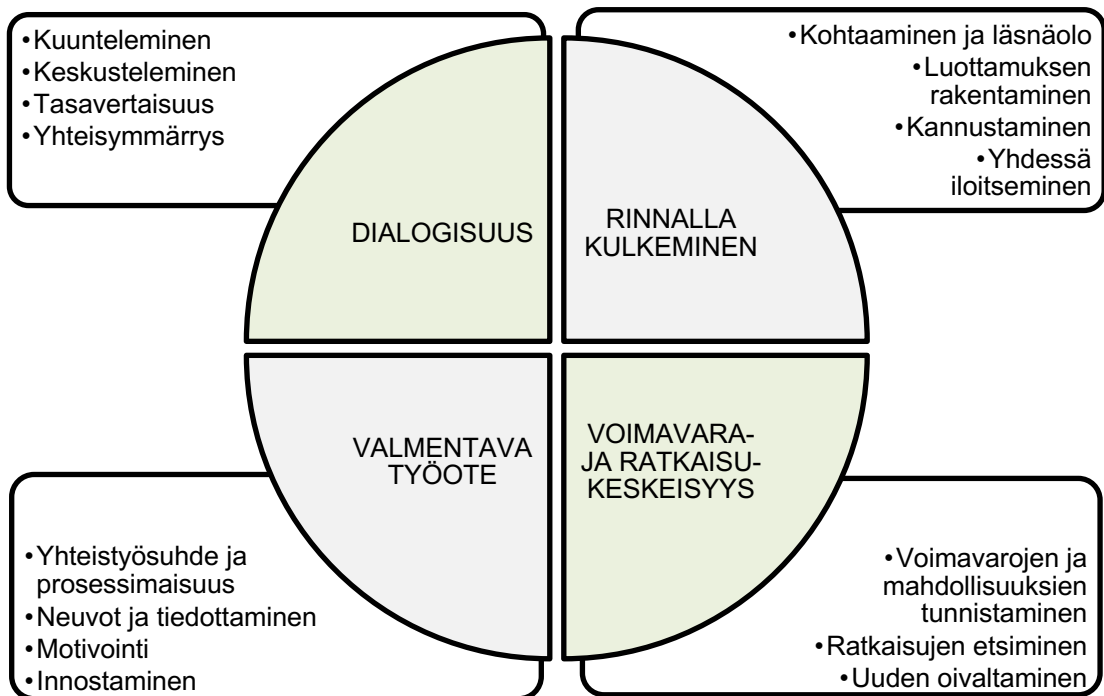 •Kuunteleminen
•Keskusteleminen
•Tasavertaisuus
•Yhteisymmärrys
•Kohtaaminen ja läsnäolo
•Luottamuksen
rakentaminen
•Kannustaminen
•Yhdessä
iloitseminen
DIALOGISUUS
RINNALLA
KULKEMINEN
VALMENTAVA
TYÖOTE
VOIMAVARA-
JA RATKAISU-
KESKEISYYS
•Yhteistyösuhde ja
prosessimaisuus
•Neuvot ja tiedottaminen
•Motivointi
•Innostaminen
•Voimavarojen ja
mahdollisuuksien
tunnistaminen
•Ratkaisujen etsiminen
•Uuden oivaltaminen